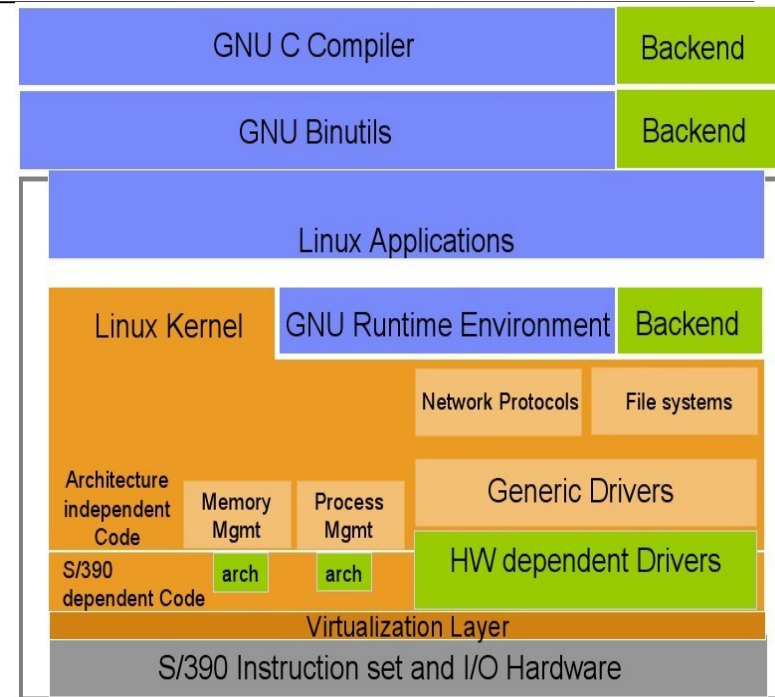 GNU C Compiler
Backend
GNU Binutils
Backend
Linux Applications
Linux Kernel
GNU Runtime Environment
Backend
Network Protocols
File systems
Architecture
independent
Code
Memory
Mgmt
Process
Mgmt
Generic Drivers
S/390
dependent Code
arch
arch
HW dependent Drivers
Virtualization Layer
S/390 Instruction set and I/O Hardware